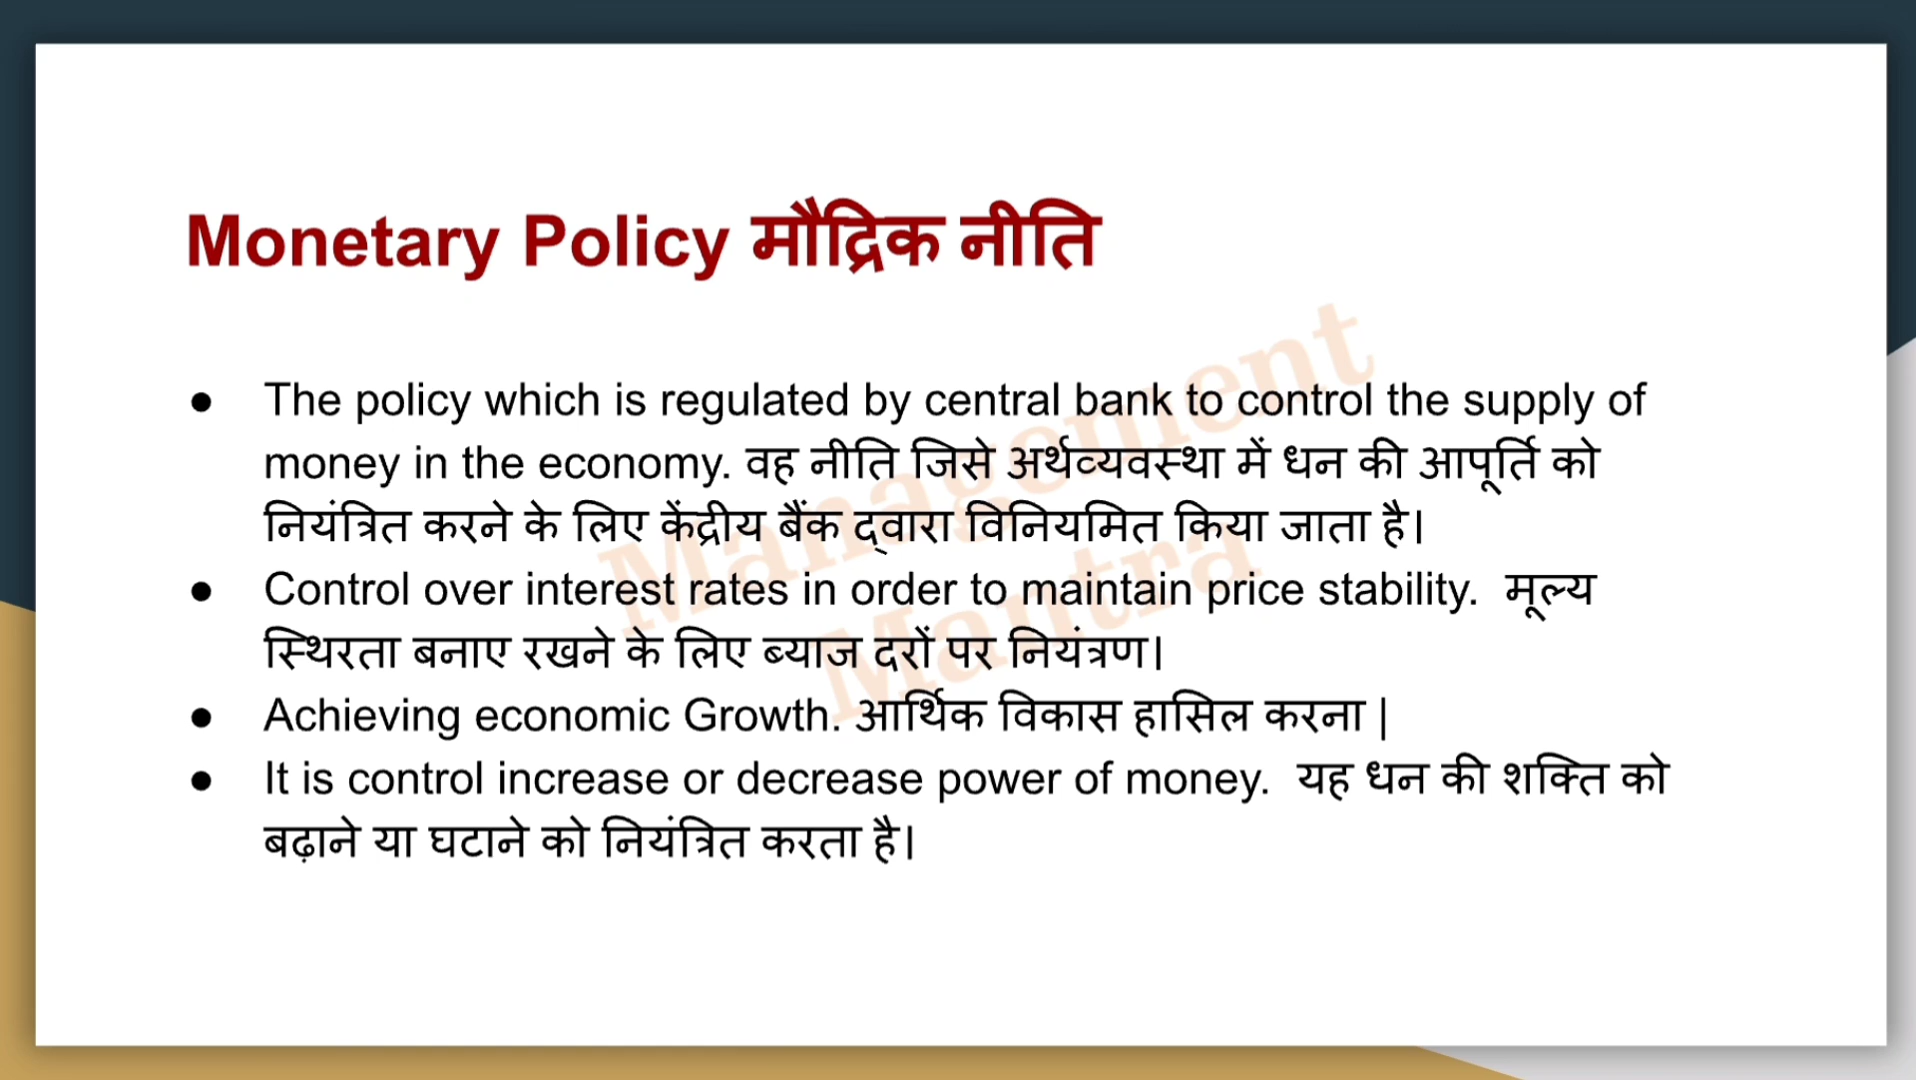 Monetary Policy मौद्रिक नीति
● The policy which is regulated by central bank to control the supply of
money in the economy. वह नीति जिसे अर्थव्यवस्था में धन की आपूर्ति को
नियंत्रित करने के लिए केंद्रीय बैंक द्वारा विनियमित किया जाता है।
● Control over interest rates in order to maintain price stability. मूल्य
स्थिरता बनाए रखने के लिए ब्याज दरों पर नियंत्रण।
● Achieving economic Growth. आर्थिक विकास हासिल करना |
● It is control increase or decrease power of money. यह धन की शक्ति को
बढ़ाने या घटाने को नियंत्रित करता है।
Management
Mantra